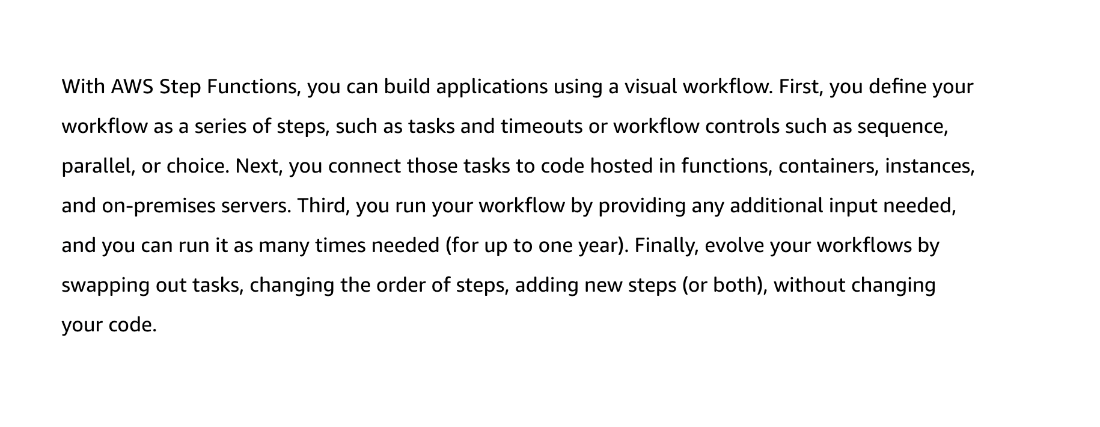 With AWS Step Functions, you can build applications using a visual workflow. First, you define your
workflow as a series of steps, such as tasks and timeouts or workflow controls such as sequence,
parallel, or choice. Next, you connect those tasks to code hosted in functions, containers, instances,
and on-premises servers. Third, you run your workflow by providing any additional input needed,
and you can run it as many times needed (for up to one year). Finally, evolve your workflows by
swapping out tasks, changing the order of steps, adding new steps (or both), without changing
your code.